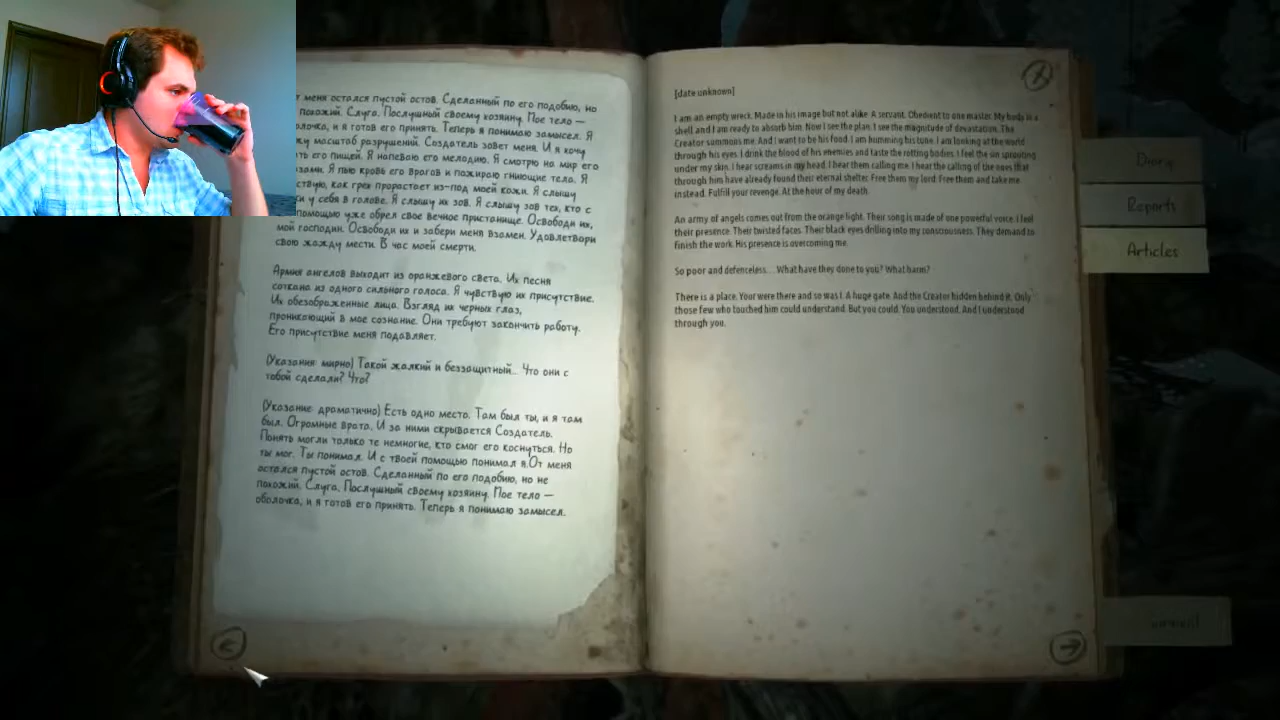 т меня остался пустой остов. Сделанный по его подобию, но
похожий. Слуга. Послушный своему хозяину. Мое тело —
олочка, и я готов его принять. Теперь я понимаю замысел. Я
жу масштаб разрушений. Создатель зовет меня. И я хочу
ть его пищей. Я напеваю его мелодию. Я смотрю на мир его
зами. Я пью кровь его врагов и пожираю гниющие тела. Я
ствую, как грех прорастает из-под моей кожи. Я слышу
ки у себя в голове. Я слышу их зов. Я слышу зов тех, кто с
помощью уже обрел свое вечное пристанище. Освободи их,
мой господин. Освободи их и забери меня взамен. Удовлетвори
свою жажду мести. В час моей смерти.
Армия ангелов выходит из оранжевого света. Их песня
соткана из одного сильного голоса. Я чувствую их присутствие.
Их обезображенные лица. Взгляд их черных глаз,
проникающий в мое сознание. Они требуют закончить работу.
Его присутствие меня подавляет.
(Указания: мирно) Такой жалкий и беззащитный... Что они с
тобой сделали? Что?
(Указание: драматично) Есть одно место. Там был ты, и я там
был. Огромные врата. И за ними скрывается Создатель.
Понять могли только те немногие, кто смог его коснуться. Но
ты мог. Ты понимал. И с твоей помощью понимал я.От меня
остался пустой остов. Сделанный по его подобию, но не
похожий. Слуга. Послушный своему хозяину. Мое тело —
оболочка, и я готов его принять. Теперь я понимаю замысел.
[date unknown]
I am an empty wreck. Made in his image but not alike. A servant. Obedient to one master. My body is a
shell and I am ready to absorb him. Now I see the plan. I see the magnitude of devastation. The
Creator summons me. And I want to be his food. I am humming his tune. I am looking at the world
through his eyes. I drink the blood of his enemies and taste the rotting bodies. I feel the sin sprouting
under my skin. I hear screams in my head. I hear them calling me. I hear the calling of the ones that
through him have already found their eternal shelter. Free them my lord. Free them and take me
instead. Fulfill your revenge. At the hour of my death.
An army of angels comes out from the orange light. Their song is made of one powerful voice. I feel
their presence. Their twisted faces. Their black eyes drilling into my consciousness. They demand to
finish the work. His presence is overcoming me.
So poor and defenceless... What have they done to you? What harm?
There is a place. Your were there and so was I. A huge gate. And the Creator hidden behind it. Only
those few who touched him could understand. But you could. You understood. And I understood
through you.
Diary
Reports
Articles